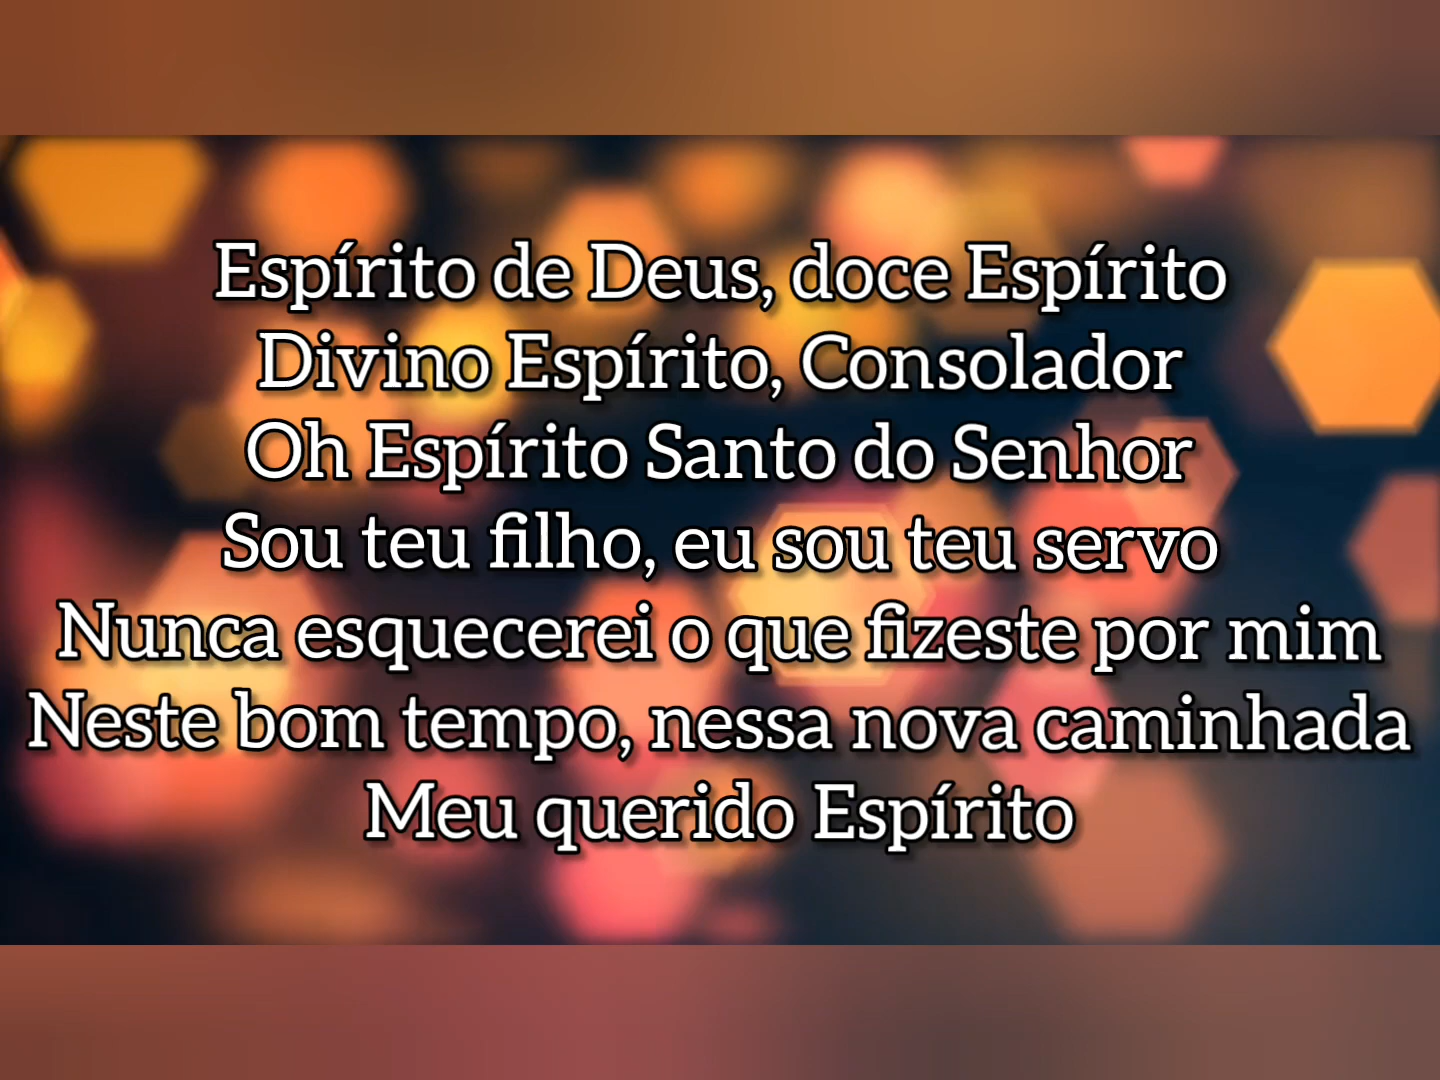 Espírito de Deus, doce Espírito
Divino Espírito, Consolador
Oh Espírito Santo do Senhor
Sou teu filho, eu sou teu servo
Nunca esquecerei o que fizeste por mim
Neste bom tempo, nessa nova caminhada
Meu querido Espírito